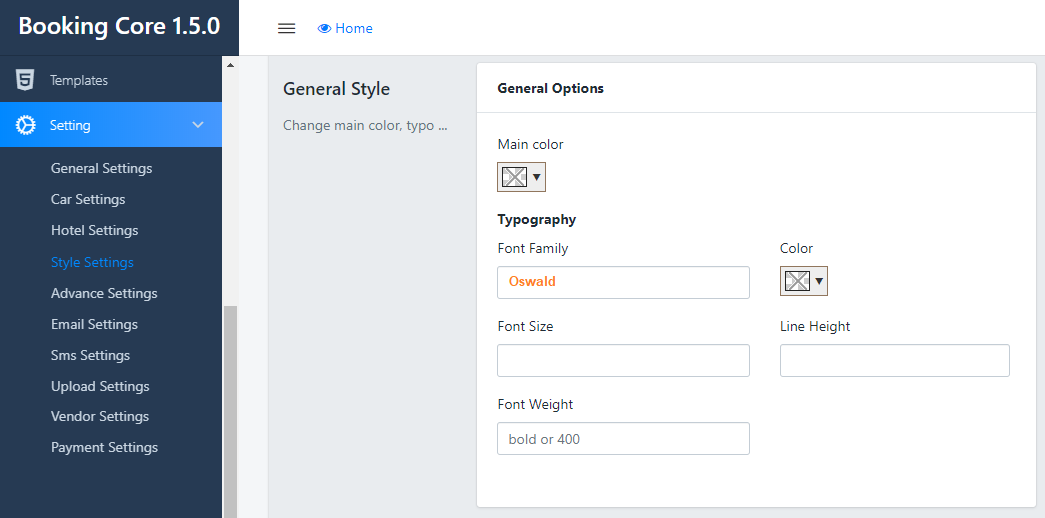 Booking Core 1.5.0
Home
Templates
Setting
General Settings
Car Settings
Hotel Settings
Style Settings
Advance Settings
Email Settings
Sms Settings
Upload Settings
Vendor Settings
Payment Settings
General Style
Change main color, typo ...
General Options
Main color
Typography
Font Family
Color
Oswald
Font Size
Line Height
Font Weight
bold or 400